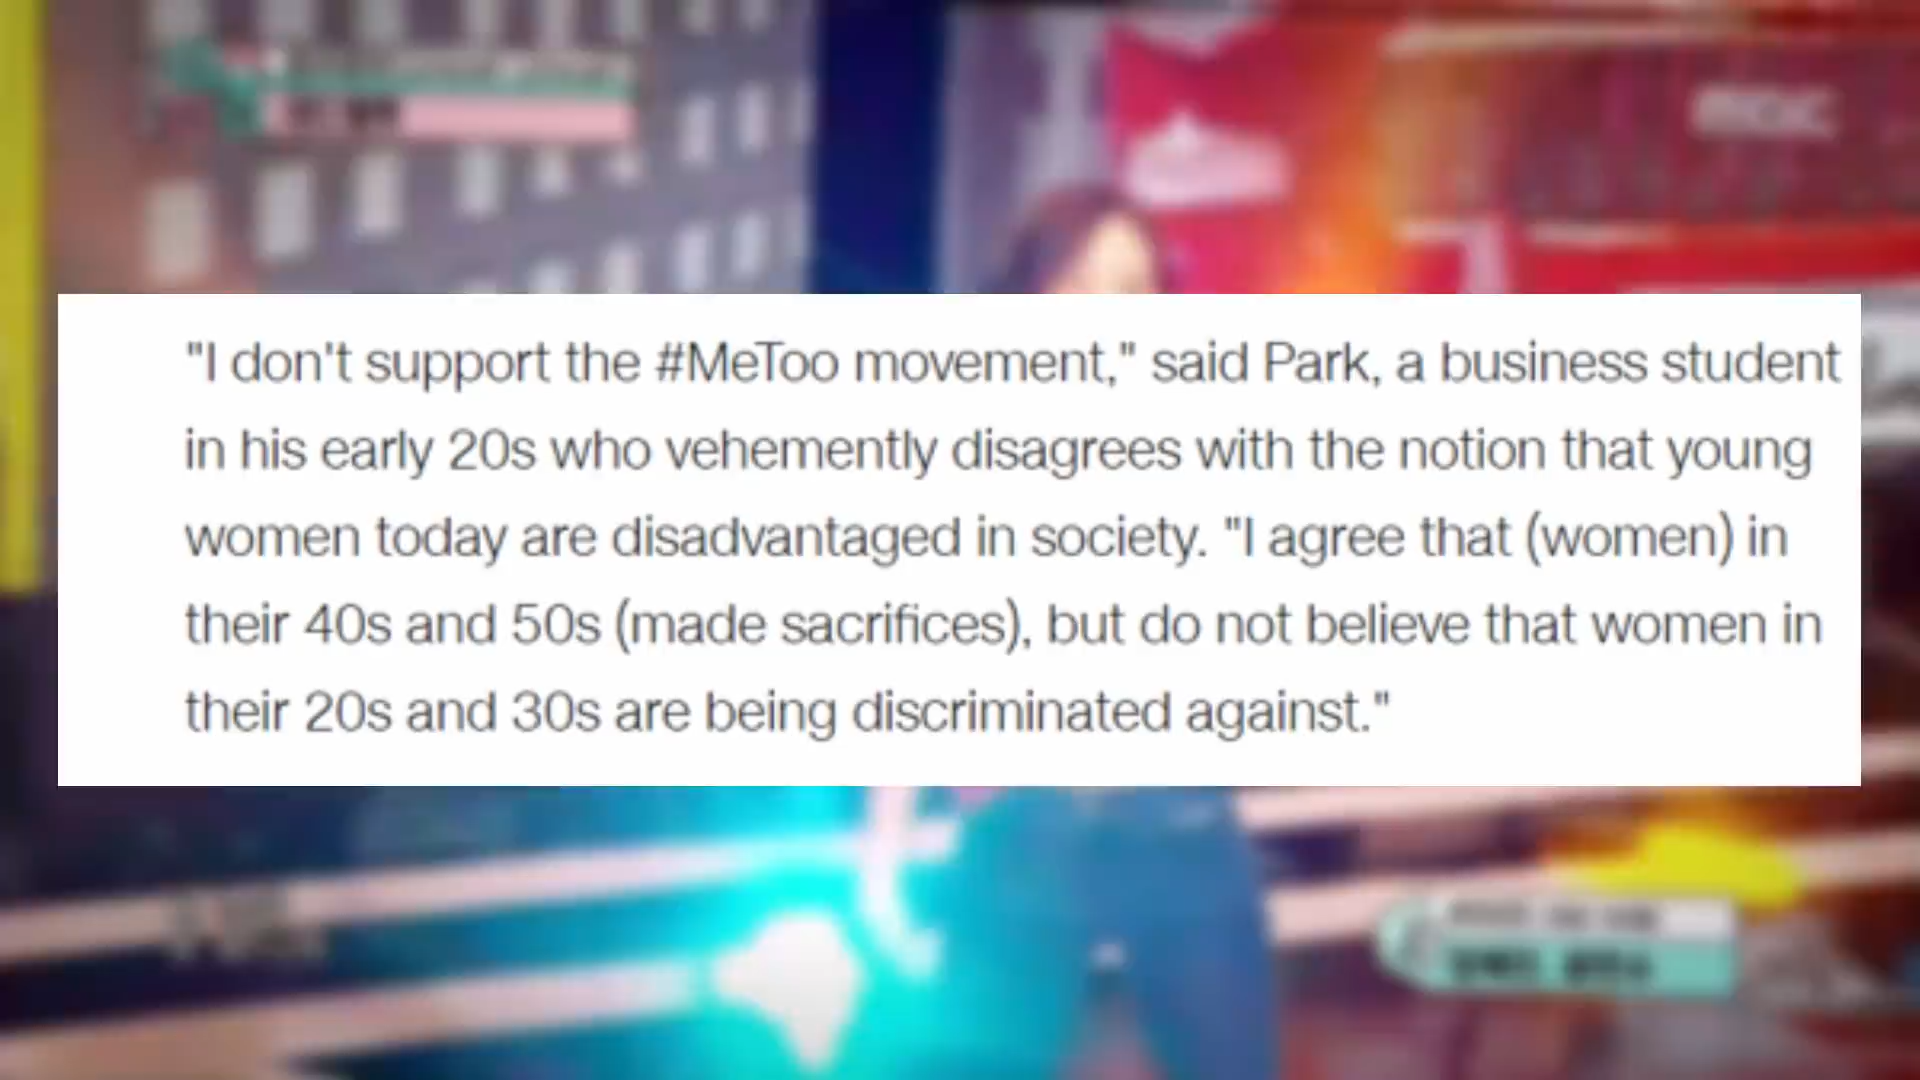 "I don't support the #MeToo movement," said Park, a business student
in his early 20s who vehemently disagrees with the notion that young
women today are disadvantaged in society. "I agree that (women) in
their 40s and 50s (made sacrifices), but do not believe that women in
their 20s and 30s are being discriminated against."